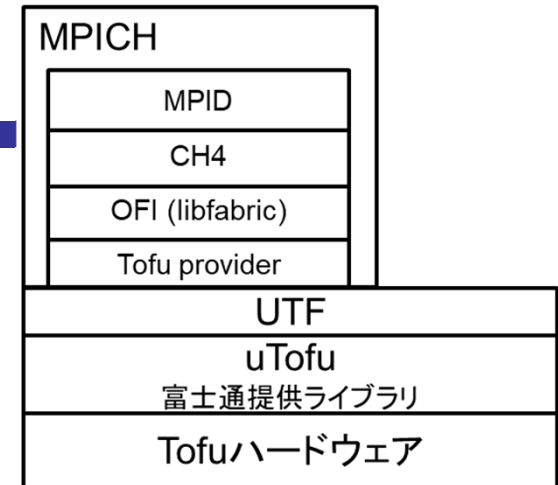 MPICH
MPID
CH4
OFI (libfabric)
Tofu provider
UTF
uTofu
富士通提供ライブラリ
Tofuハードウェア